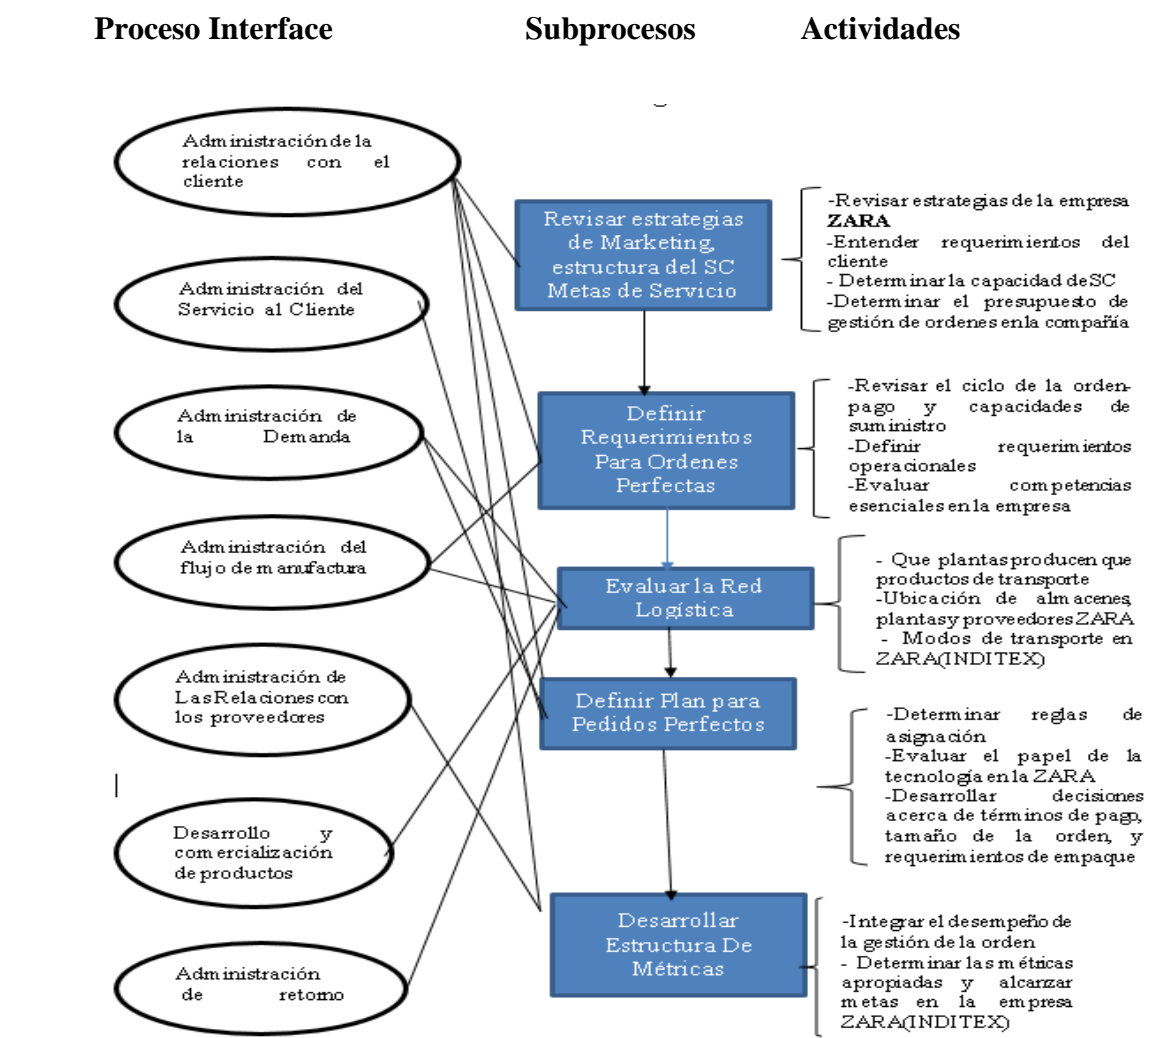 Proceso Interface
Subprocesos
Actividades
Administración de la
relaciones con el
cliente
Administración del
Servicio al Cliente
Administración de
la Demanda
Administración del
flujo de manufactura
Administración de
Las Relaciones con
los proveedores
Desarrollo y
comercialización
de productos
Administración
de retorno
Revisar estrategias
de Marketing,
estructura del SC
Metas de Servicio
Definir
Requerimientos
Para Ordenes
Perfectas
Evaluar la Red
Logística
Definir Plan para
Pedidos Perfectos
Desarrollar
Estructura De
Métricas
-Revisar estrategias de la empresa
ZARA
-Entender requerimientos del
cliente
- Determinar la capacidad de SC
-Determinar el presupuesto de
gestión de ordenes en la compañía
-Revisar el ciclo de la orden-
pago y capacidades de
suministro
-Definir requerimientos
operacionales
-Evaluar competencias
esenciales en la empresa
- Que plantas producen que
productos de transporte
-Ubicación de almacenes,
plantas y proveedores ZARA
- Modos de transporte en
ZARA(INDITEX)
-Determinar reglas de
asignación
-Evaluar el papel de la
tecnología en la ZARA
-Desarrollar decisiones
acerca de términos de pago,
tamaño de la orden, y
requerimientos de empaque
-Integrar el desempeño de
la gestión de la orden
- Determinar las métricas
apropiadas y alcanzar
metas en la empresa
ZARA(INDITEX)